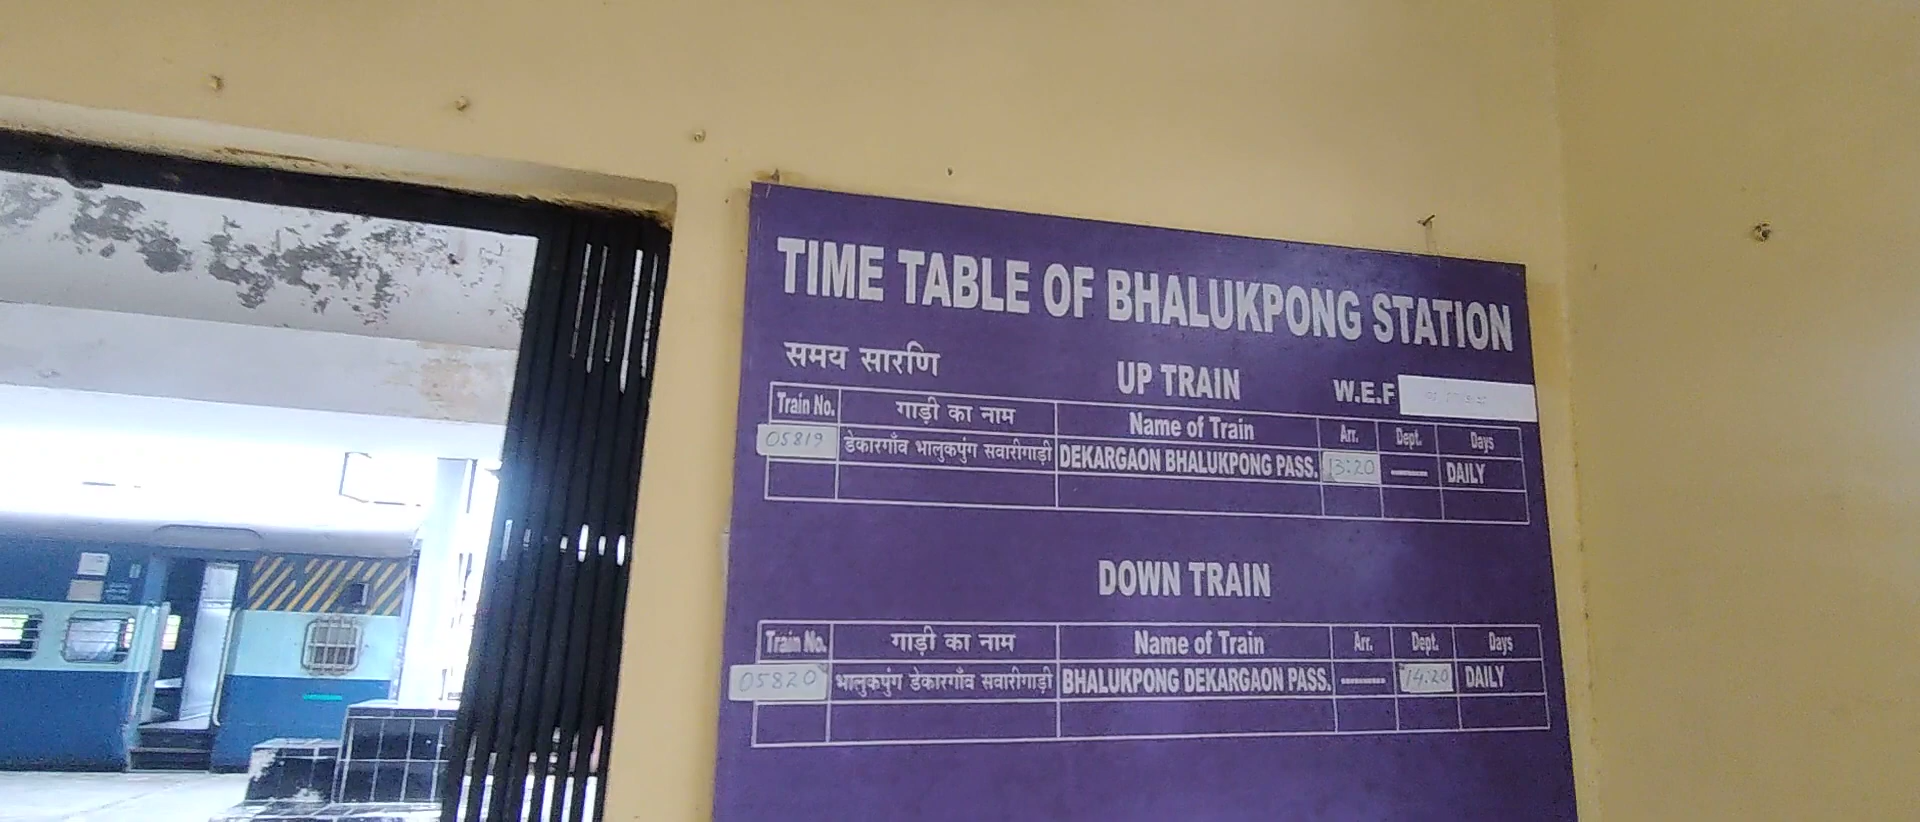 TIME TABLE OF BHALUKPONG STATION
समय सारणि
UP TRAIN
W.E.F
Train No. गाड़ी का नाम Name of Train Arr. Dept. Days
05819 डेकारगाँव भालुकपुंग सवारीगाड़ी DEKARGAON BHALUKPONG PASS. 13:20 —— DAILY
DOWN TRAIN
Train No. गाड़ी का नाम Name of Train Arr. Dept. Days
05820 भालुकपुंग डेकारगाँव सवारीगाड़ी BHALUKPONG DEKARGAON PASS. —— 14:20 DAILY